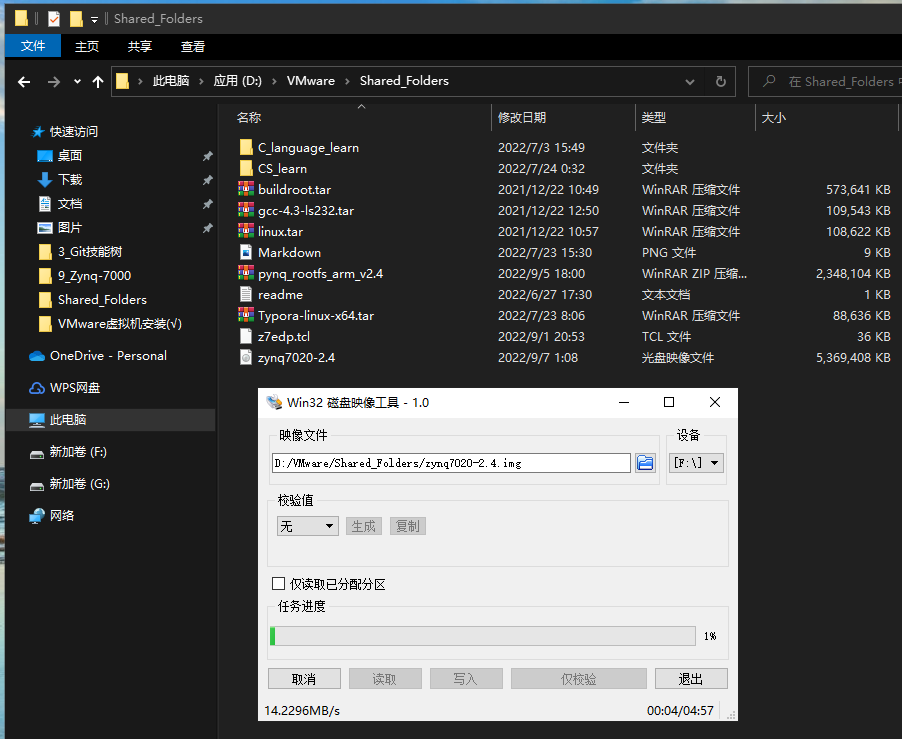 Shared_Folders
文件 主页 共享 查看
此电脑 应用 (D:) VMware Shared_Folders 在 Shared_Folders
名称 修改日期 类型 大小
快速访问
桌面
下载
文档
图片
3_Git技能树
9_Zynq-7000
Shared_Folders
VMware虚拟机安装(√)
OneDrive - Personal
WPS网盘
此电脑
新加卷 (F:)
新加卷 (G:)
网络
C_language_learn 2022/7/3 15:49 文件夹
CS_learn 2022/7/24 0:32 文件夹
buildroot.tar 2021/12/22 10:49 WinRAR 压缩文件 573,641 KB
gcc-4.3-ls232.tar 2021/12/22 12:50 WinRAR 压缩文件 109,543 KB
linux.tar 2021/12/22 10:57 WinRAR 压缩文件 108,622 KB
Markdown 2022/7/23 15:30 PNG 文件 9 KB
pynq_rootfs_arm_v2.4 2022/9/5 18:00 WinRAR ZIP 压缩... 2,348,104 KB
readme 2022/6/27 17:30 文本文档 1 KB
Typora-linux-x64.tar 2022/7/23 8:06 WinRAR 压缩文件 88,636 KB
z7edp.tcl 2022/9/1 20:53 TCL 文件 36 KB
zynq7020-2.4 2022/9/7 1:08 光盘映像文件 5,369,408 KB
Win32 磁盘映像工具 - 1.0
映像文件 设备
D:/VMware/Shared_Folders/zynq7020-2.4.img [F:\]
校验值
无 生成 复制
仅读取已分配分区
任务进度
1%
取消 读取 写入 仅校验 退出
14.2296MB/s 00:04/04:57